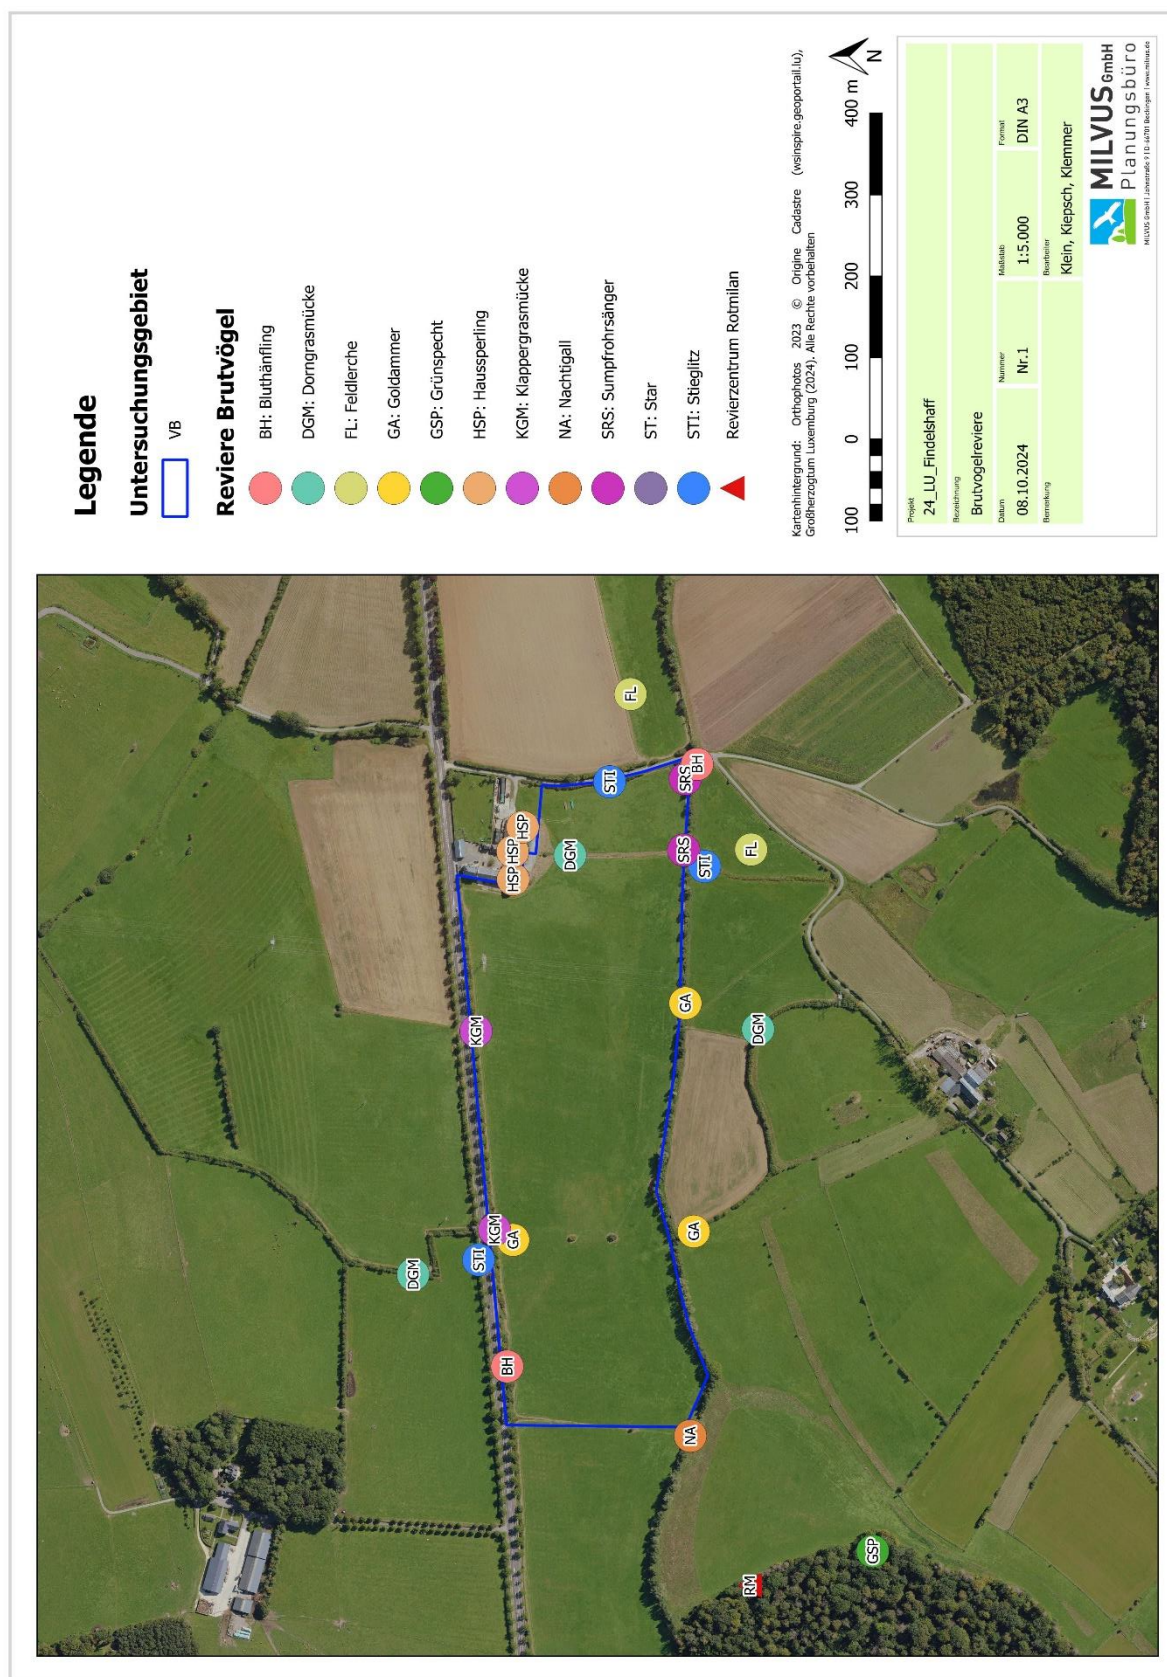 Legende
Untersuchungsgebiet
VB
Reviere Brutvögel
BH: Bluthänfling
DGM: Dorngrasmücke
FL: Feldlerche
GA: Goldammer
GSP: Grünspecht
HSP: Haussperling
KGM: Klappergrasmücke
NA: Nachtigall
SRS: Sumpfrohrsänger
ST: Star
STI: Stieglitz
Revierzentrum Rotmilan
Kartenhintergrund: Orthophotos 2023 © Origine Cadastre (wsinspire.geoportail.lu),
Großherzogtum Luxemburg (2024), Alle Rechte vorbehalten
100 0 100 200 300 400 m
N
Projekt
24_LU_Findelshaff
Bezeichnung
Brutvogelreviere
Datum Nummer Maßstab Format
08.10.2024 Nr.1 1:5.000 DIN A3
Bemerkung Bearbeiter
Klein, Kiepsch, Klemmer
MILVUS GmbH
Planungsbüro
DGM
KGM
HSP
HSP
HSP
STI
KGM
GA
BH
DGM
STI
FL
NA
GA
GA
SRS
STI
SRS
BH
RM
DGM
FL
GSP